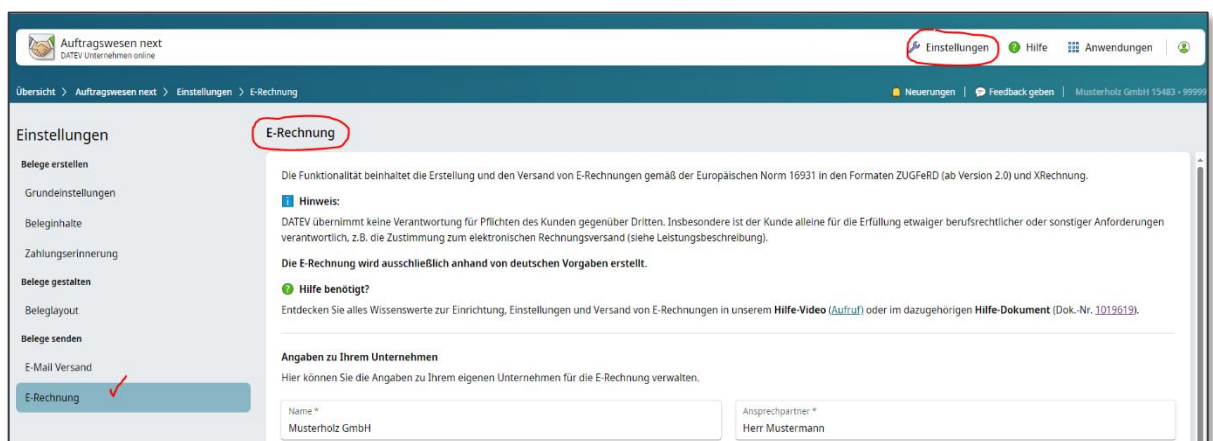 Auftragswesen next
DATEV Unternehmen online
Einstellungen
Hilfe
Anwendungen
Übersicht > Auftragswesen next > Einstellungen > E-Rechnung
Neuerungen | Feedback geben | Musterholz GmbH 15483 • 99999
Einstellungen
Belege erstellen
Grundeinstellungen
Beleginhalte
Zahlungserinnerung
Belege gestalten
Beleglayout
Belege senden
E-Mail Versand
E-Rechnung
E-Rechnung
Die Funktionalität beinhaltet die Erstellung und den Versand von E-Rechnungen gemäß der Europäischen Norm 16931 in den Formaten ZUGFeRD (ab Version 2.0) und XRechnung.
Hinweis:
DATEV übernimmt keine Verantwortung für Pflichten des Kunden gegenüber Dritten. Insbesondere ist der Kunde alleine für die Erfüllung etwaiger berufsrechtlicher oder sonstiger Anforderungen
verantwortlich, z.B. die Zustimmung zum elektronischen Rechnungsversand (siehe Leistungsbeschreibung).
Die E-Rechnung wird ausschließlich anhand von deutschen Vorgaben erstellt.
Hilfe benötigt?
Entdecken Sie alles Wissenswerte zur Einrichtung, Einstellungen und Versand von E-Rechnungen in unserem Hilfe-Video (Aufruf) oder im dazugehörigen Hilfe-Dokument (Dok.-Nr. 1019619).
Angaben zu Ihrem Unternehmen
Hier können Sie die Angaben zu Ihrem eigenen Unternehmen für die E-Rechnung verwalten.
Name *
Musterholz GmbH
Ansprechpartner *
Herr Mustermann